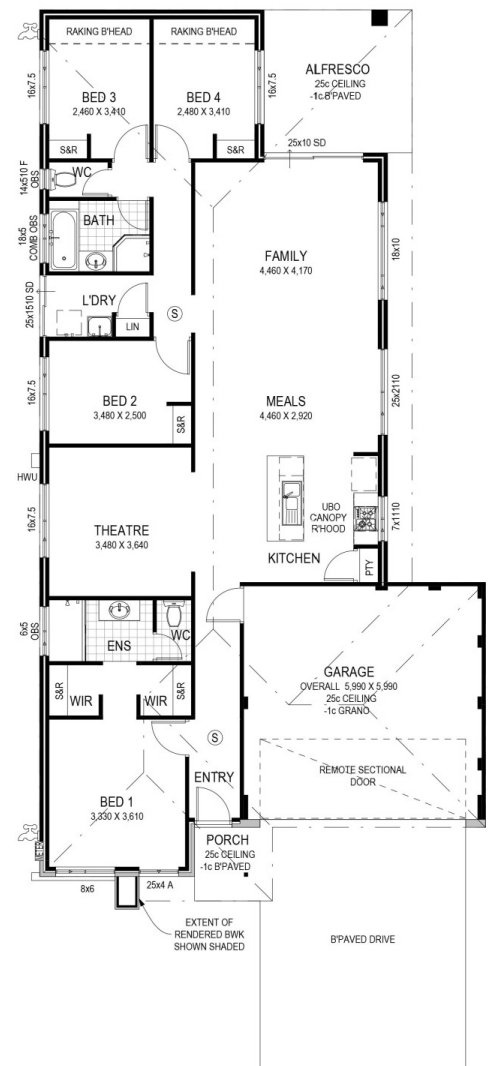 RAKING B'HEAD
RAKING B'HEAD
ALFRESCO
25c CEILING
-1c B'PAVED
16x7.5
BED 3
2,460 X 3,410
BED 4
2,480 X 3,410
16x7.5
S&R
S&R
25x10 SD
14x510 F
OBS
WC
18x5
COMB OBS
BATH
FAMILY
4,460 X 4,170
18x10
25x1510 SD
L'DRY
LIN
S
16x7.5
BED 2
3,480 X 2,500
S&R
MEALS
4,460 X 2,920
25x2110
HWU
16x7.5
THEATRE
3,480 X 3,640
UBO
CANOPY
R'HOOD
7x1110
KITCHEN
PTY
6x5
OBS
ENS
WC
S&R
WIR
WIR
S&R
GARAGE
OVERALL 5,990 X 5,990
25c CEILING
-1c GRANO
S
REMOTE SECTIONAL
DOOR
ENTRY
BED 1
3,330 X 3,610
METER
PORCH
25c CEILING
-1c B'PAVED
8x6
25x4 A
EXTENT OF
RENDERED BWK
SHOWN SHADED
B'PAVED DRIVE